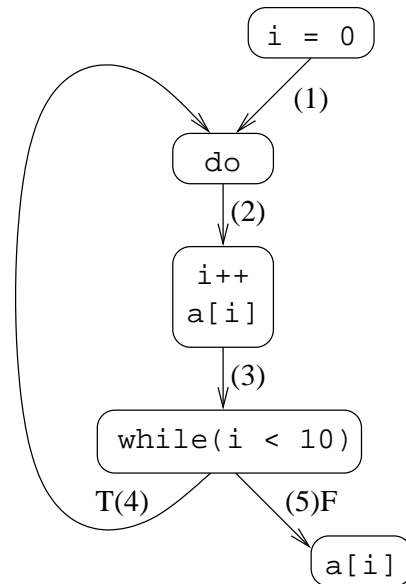 i = 0
(1)
do
(2)
i++
a[i]
(3)
while(i < 10)
T(4)
(5)F
a[i]